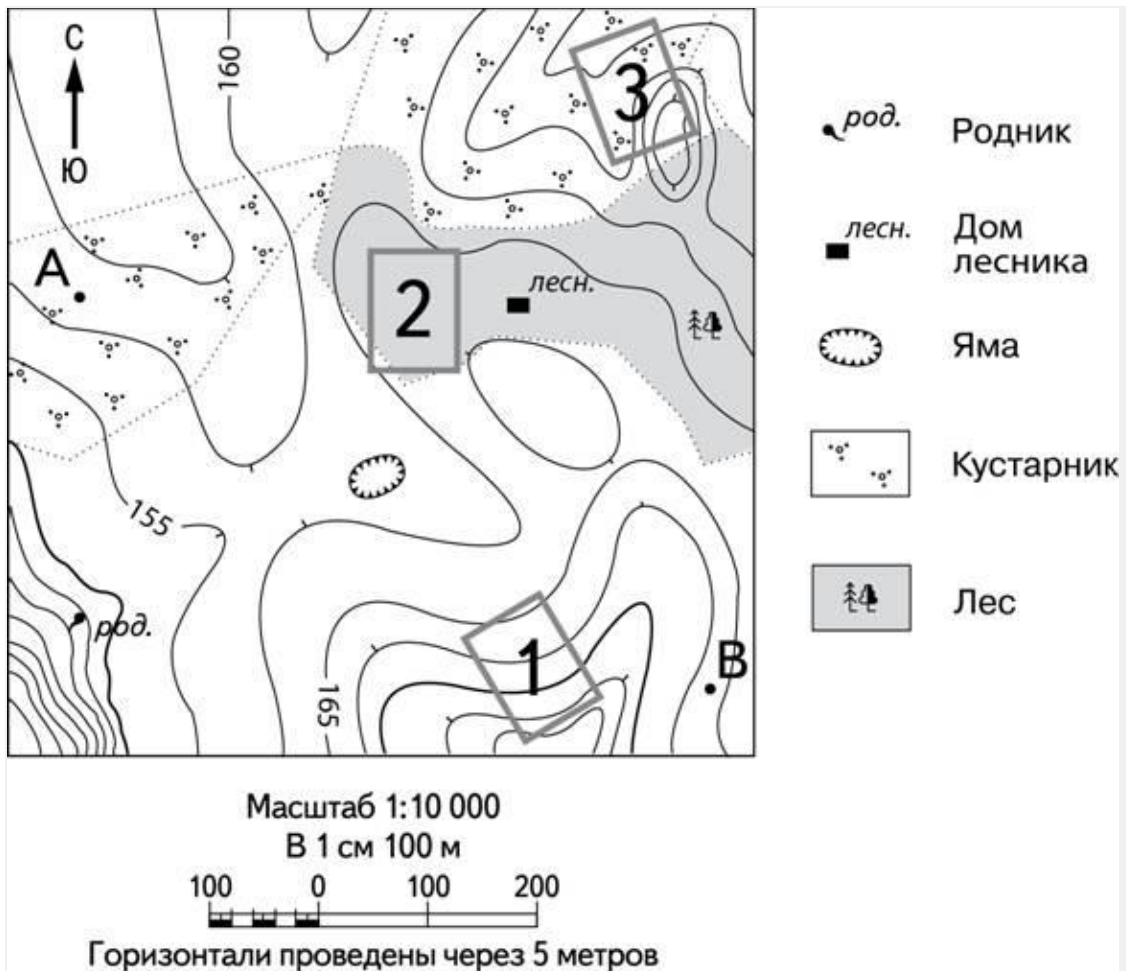 С
Ю
160
3
А
2
лесн.
155
род.
165
1
В
род. Родник
лесн. Дом
лесника
Яма
Кустарник
Лес
Масштаб 1:10 000
В 1 см 100 м
100 0 100 200
Горизонтали проведены через 5 метров